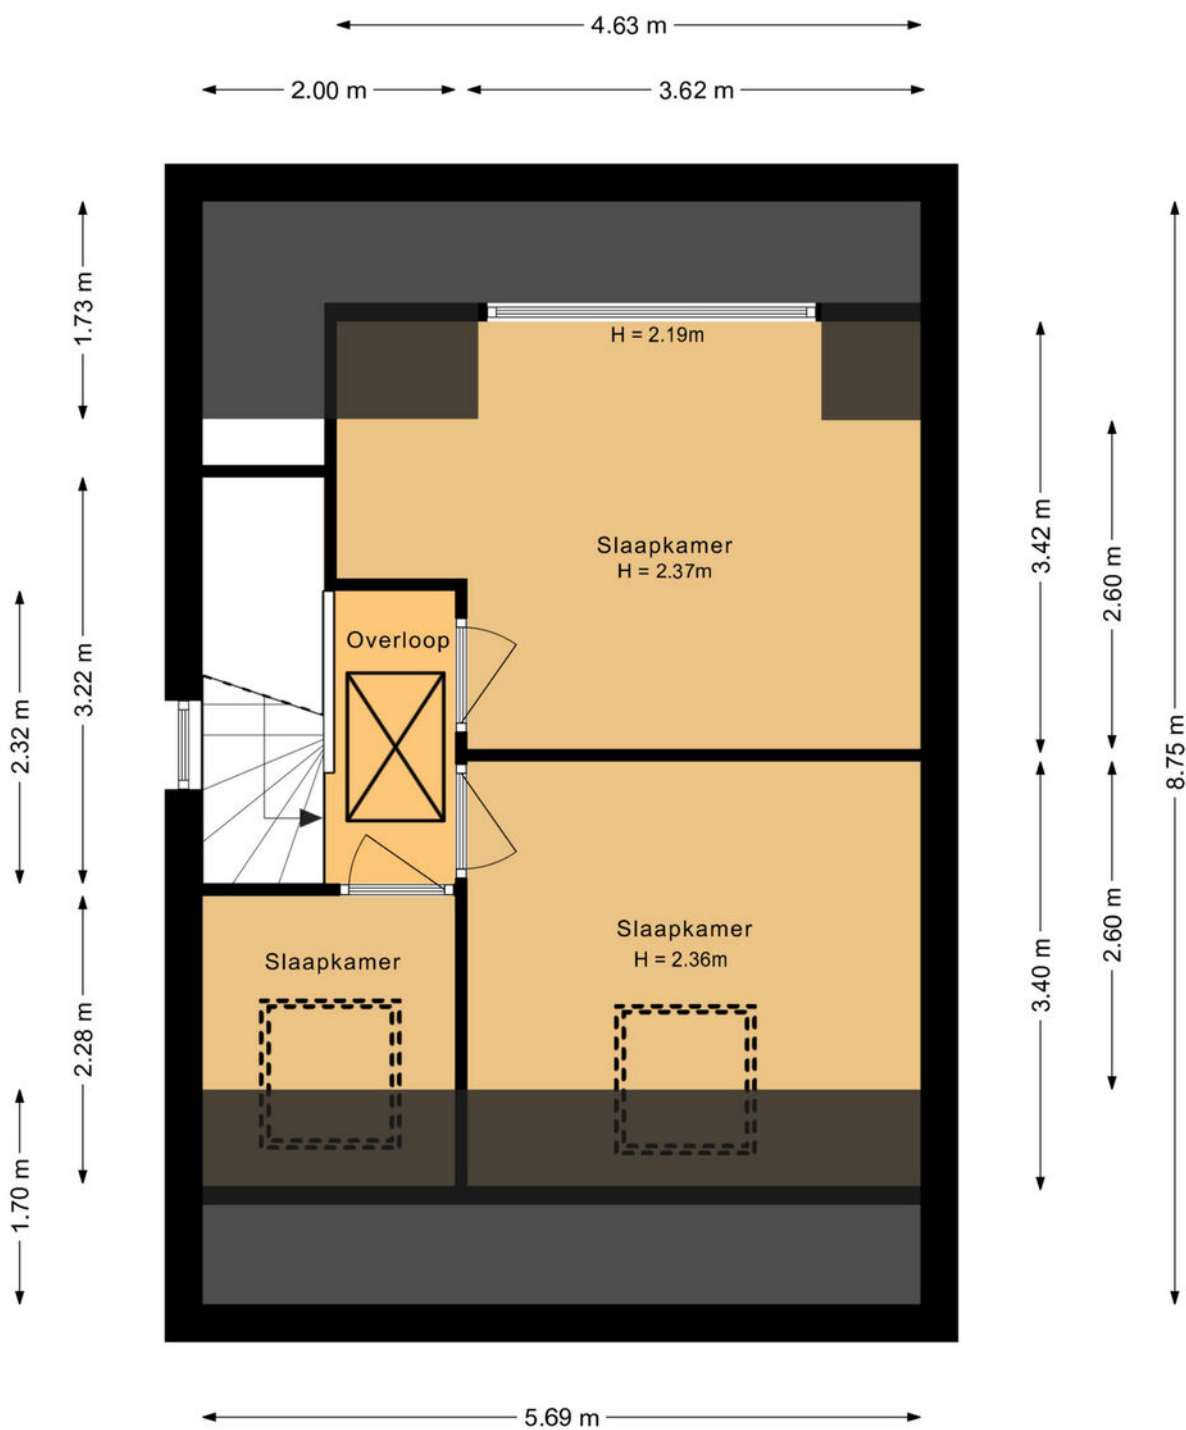 4.63 m
2.00 m
3.62 m
1.73 m
H = 2.19m
3.42 m
Slaapkamer
H = 2.37m
2.60 m
Overloop
3.22 m
2.32 m
8.75 m
Slaapkamer
H = 2.36m
2.60 m
Slaapkamer
3.40 m
2.28 m
1.70 m
5.69 m